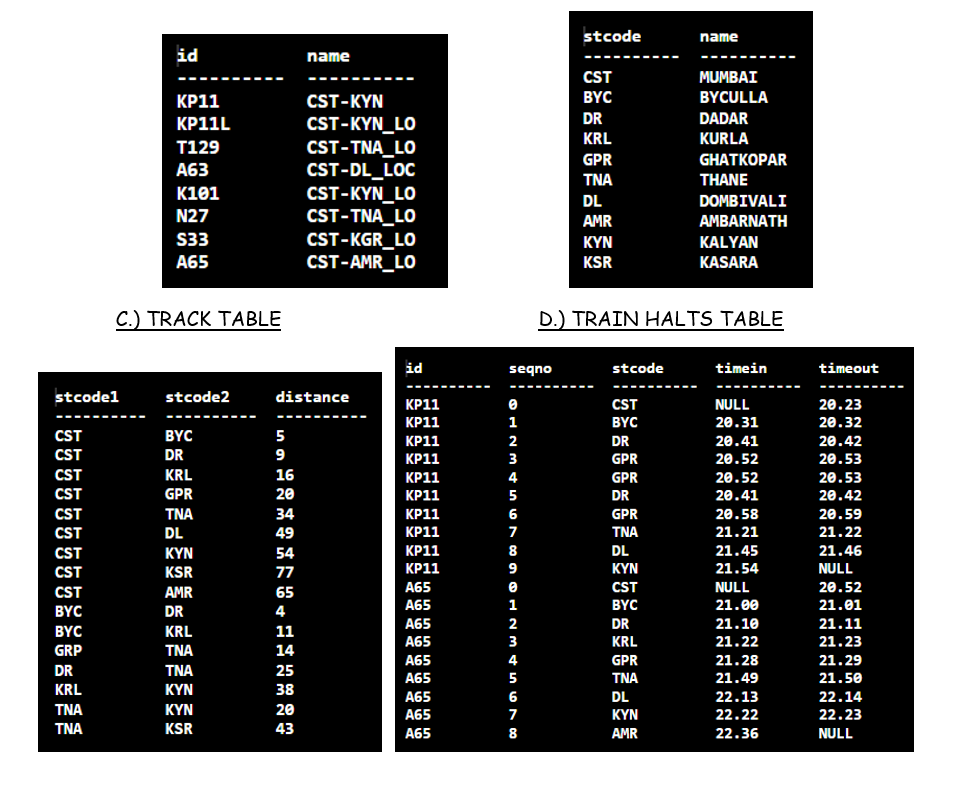 id name
---------- ----------
KP11 CST-KYN
KP11L CST-KYN_LO
T129 CST-TNA_LO
A63 CST-DL_LOC
K101 CST-KYN_LO
N27 CST-TNA_LO
S33 CST-KGR_LO
A65 CST-AMR_LO
stcode name
---------- ----------
CST MUMBAI
BYC BYCULLA
DR DADAR
KRL KURLA
GPR GHATKOPAR
TNA THANE
DL DOMBIVALI
AMR AMBARNATH
KYN KALYAN
KSR KASARA
C.) TRACK TABLE
stcode1 stcode2 distance
---------- ---------- ----------
CST BYC 5
CST DR 9
CST KRL 16
CST GPR 20
CST TNA 34
CST DL 49
CST KYN 54
CST KSR 77
CST AMR 65
BYC DR 4
BYC KRL 11
GRP TNA 14
DR TNA 25
KRL KYN 38
TNA KYN 20
TNA KSR 43
D.) TRAIN HALTS TABLE
id seqno stcode timein timeout
---------- ---------- ---------- ---------- ----------
KP11 0 CST NULL 20.23
KP11 1 BYC 20.31 20.32
KP11 2 DR 20.41 20.42
KP11 3 GPR 20.52 20.53
KP11 4 GPR 20.52 20.53
KP11 5 DR 20.41 20.42
KP11 6 GPR 20.58 20.59
KP11 7 TNA 21.21 21.22
KP11 8 DL 21.45 21.46
KP11 9 KYN 21.54 NULL
A65 0 CST NULL 20.52
A65 1 BYC 21.00 21.01
A65 2 DR 21.10 21.11
A65 3 KRL 21.22 21.23
A65 4 GPR 21.28 21.29
A65 5 TNA 21.49 21.50
A65 6 DL 22.13 22.14
A65 7 KYN 22.22 22.23
A65 8 AMR 22.36 NULL